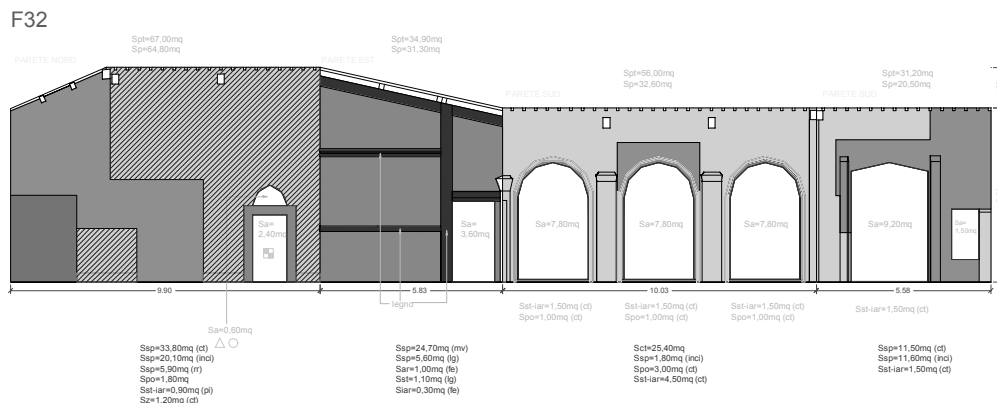 F32
Spt=67,00mq
Sp=64,80mq
Spt=34,90mq
Sp=31,30mq
Spt=56,00mq
Sp=32,60mq
Spt=31,20mq
Sp=20,50mq
PARETE NORD
PARETE EST
PARETE SUD
PARETE SUD
Sa=
2,40mq
Sa=
3,60mq
Sa=7,80mq
Sa=7,80mq
Sa=7,80mq
Sa=9,20mq
Sa=
1,50mq
9.90
5.83
10.03
5.58
legno
Sa=0,60mq
Sst-iar=1,50mq (ct)
Spo=1,00mq (ct)
Sst-iar=1,50mq (ct)
Spo=1,00mq (ct)
Sst-iar=1,50mq (ct)
Spo=1,00mq (ct)
Sst-iar=1,50mq (ct)
Ssp=33,80mq (ct)
Ssp=20,10mq (inci)
Ssp=5,90mq (rr)
Spo=1,80mq
Sst-iar=0,90mq (pi)
Sz=1,20mq (ct)
Ssp=24,70mq (mv)
Ssp=5,60mq (lg)
Sar=1,00mq (fe)
Sst=1,10mq (lg)
Siar=0,30mq (fe)
Sct=25,40mq
Ssp=1,80mq (inci)
Spo=3,00mq (ct)
Sst-iar=4,50mq (ct)
Ssp=11,50mq (ct)
Ssp=11,60mq (inci)
Sst-iar=1,50mq (ct)